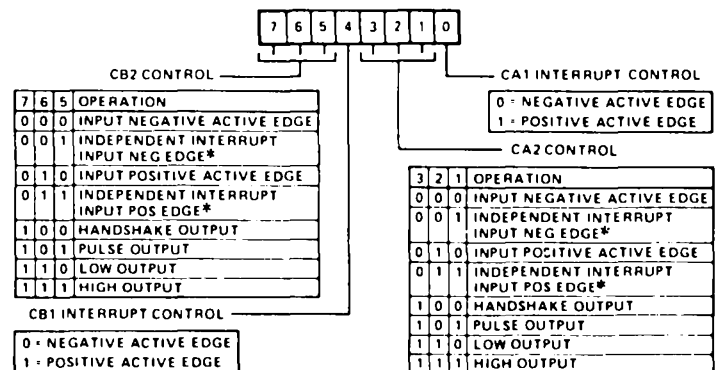 7 6 5 4 3 2 1 0
CB2 CONTROL
7 6 5 OPERATION
0 0 0 INPUT NEGATIVE ACTIVE EDGE
0 0 1 INDEPENDENT INTERRUPT
INPUT NEG EDGE*
0 1 0 INPUT POSITIVE ACTIVE EDGE
0 1 1 INDEPENDENT INTERRUPT
INPUT POS EDGE*
1 0 0 HANDSHAKE OUTPUT
1 0 1 PULSE OUTPUT
1 1 0 LOW OUTPUT
1 1 1 HIGH OUTPUT
CB1 INTERRUPT CONTROL
0 = NEGATIVE ACTIVE EDGE
1 = POSITIVE ACTIVE EDGE
CA1 INTERRUPT CONTROL
0 = NEGATIVE ACTIVE EDGE
1 = POSITIVE ACTIVE EDGE
CA2 CONTROL
3 2 1 OPERATION
0 0 0 INPUT NEGATIVE ACTIVE EDGE
0 0 1 INDEPENDENT INTERRUPT
INPUT NEG EDGE*
0 1 0 INPUT POSITIVE ACTIVE EDGE
0 1 1 INDEPENDENT INTERRUPT
INPUT POS EDGE*
1 0 0 HANDSHAKE OUTPUT
1 0 1 PULSE OUTPUT
1 1 0 LOW OUTPUT
1 1 1 HIGH OUTPUT